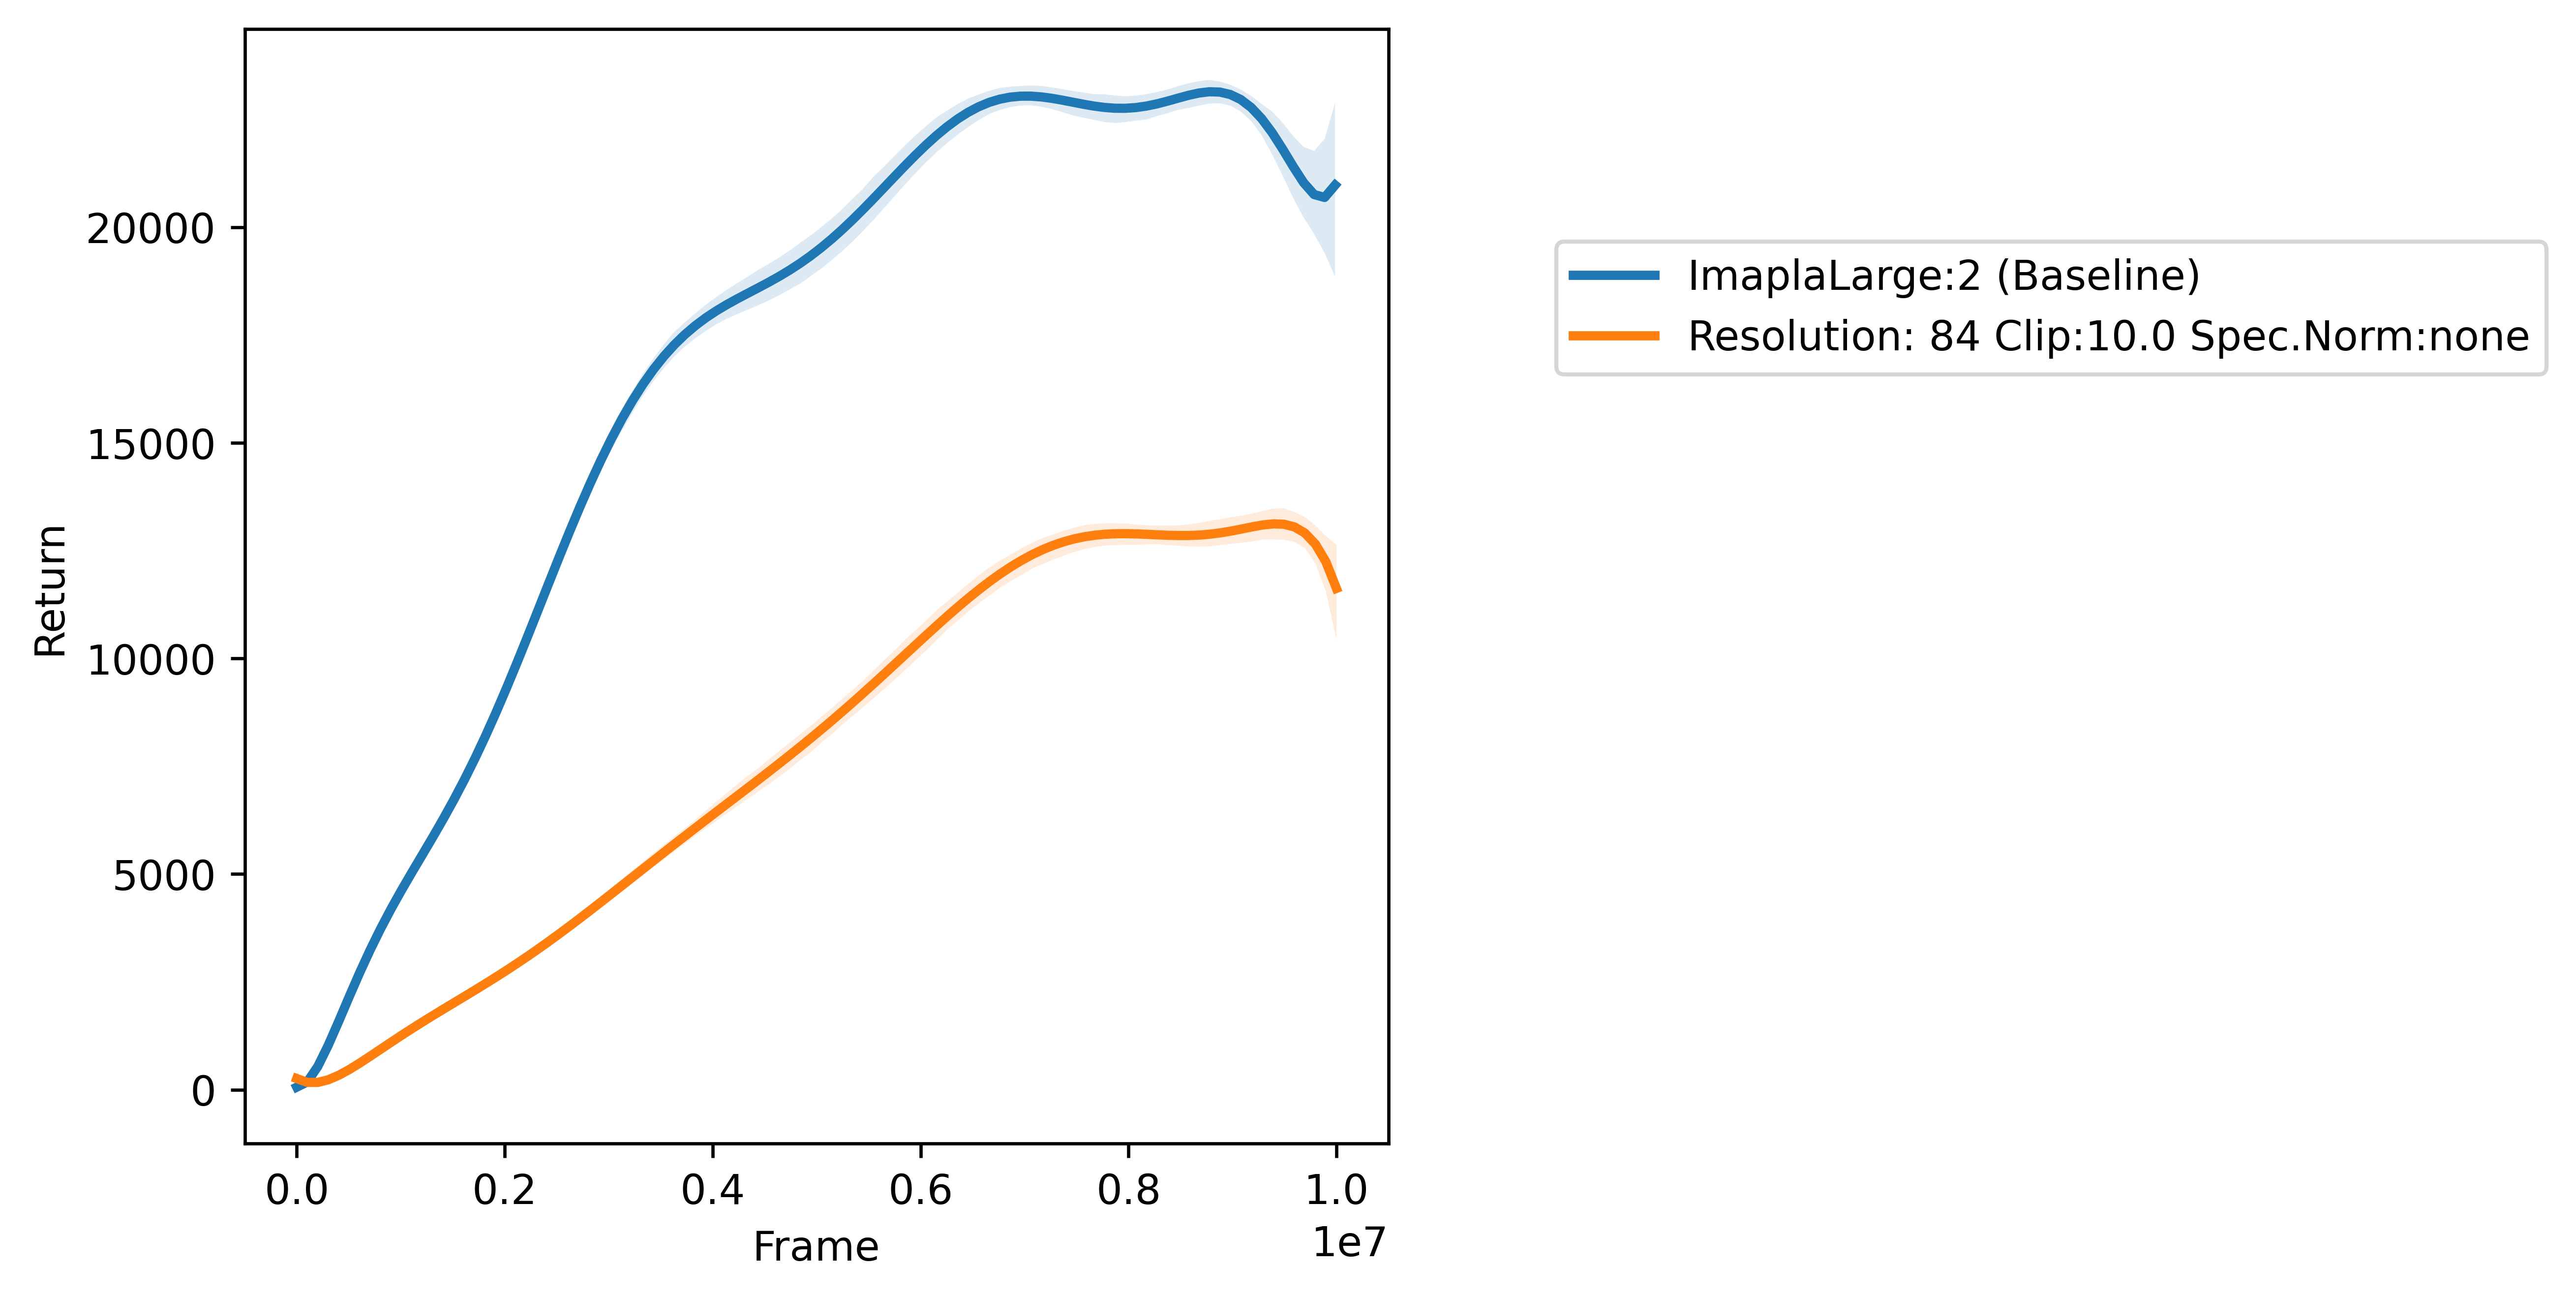 20000
15000
10000
5000
0
Return
0.0 0.2 0.4 0.6 0.8 1.0
1e7
Frame
ImaplaLarge:2 (Baseline)
Resolution: 84 Clip:10.0 Spec.Norm:none